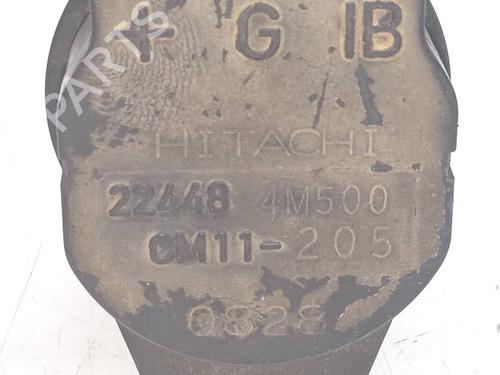 F G IB
HITACHI
22448 4M500
CM11-205
0828
PARTS